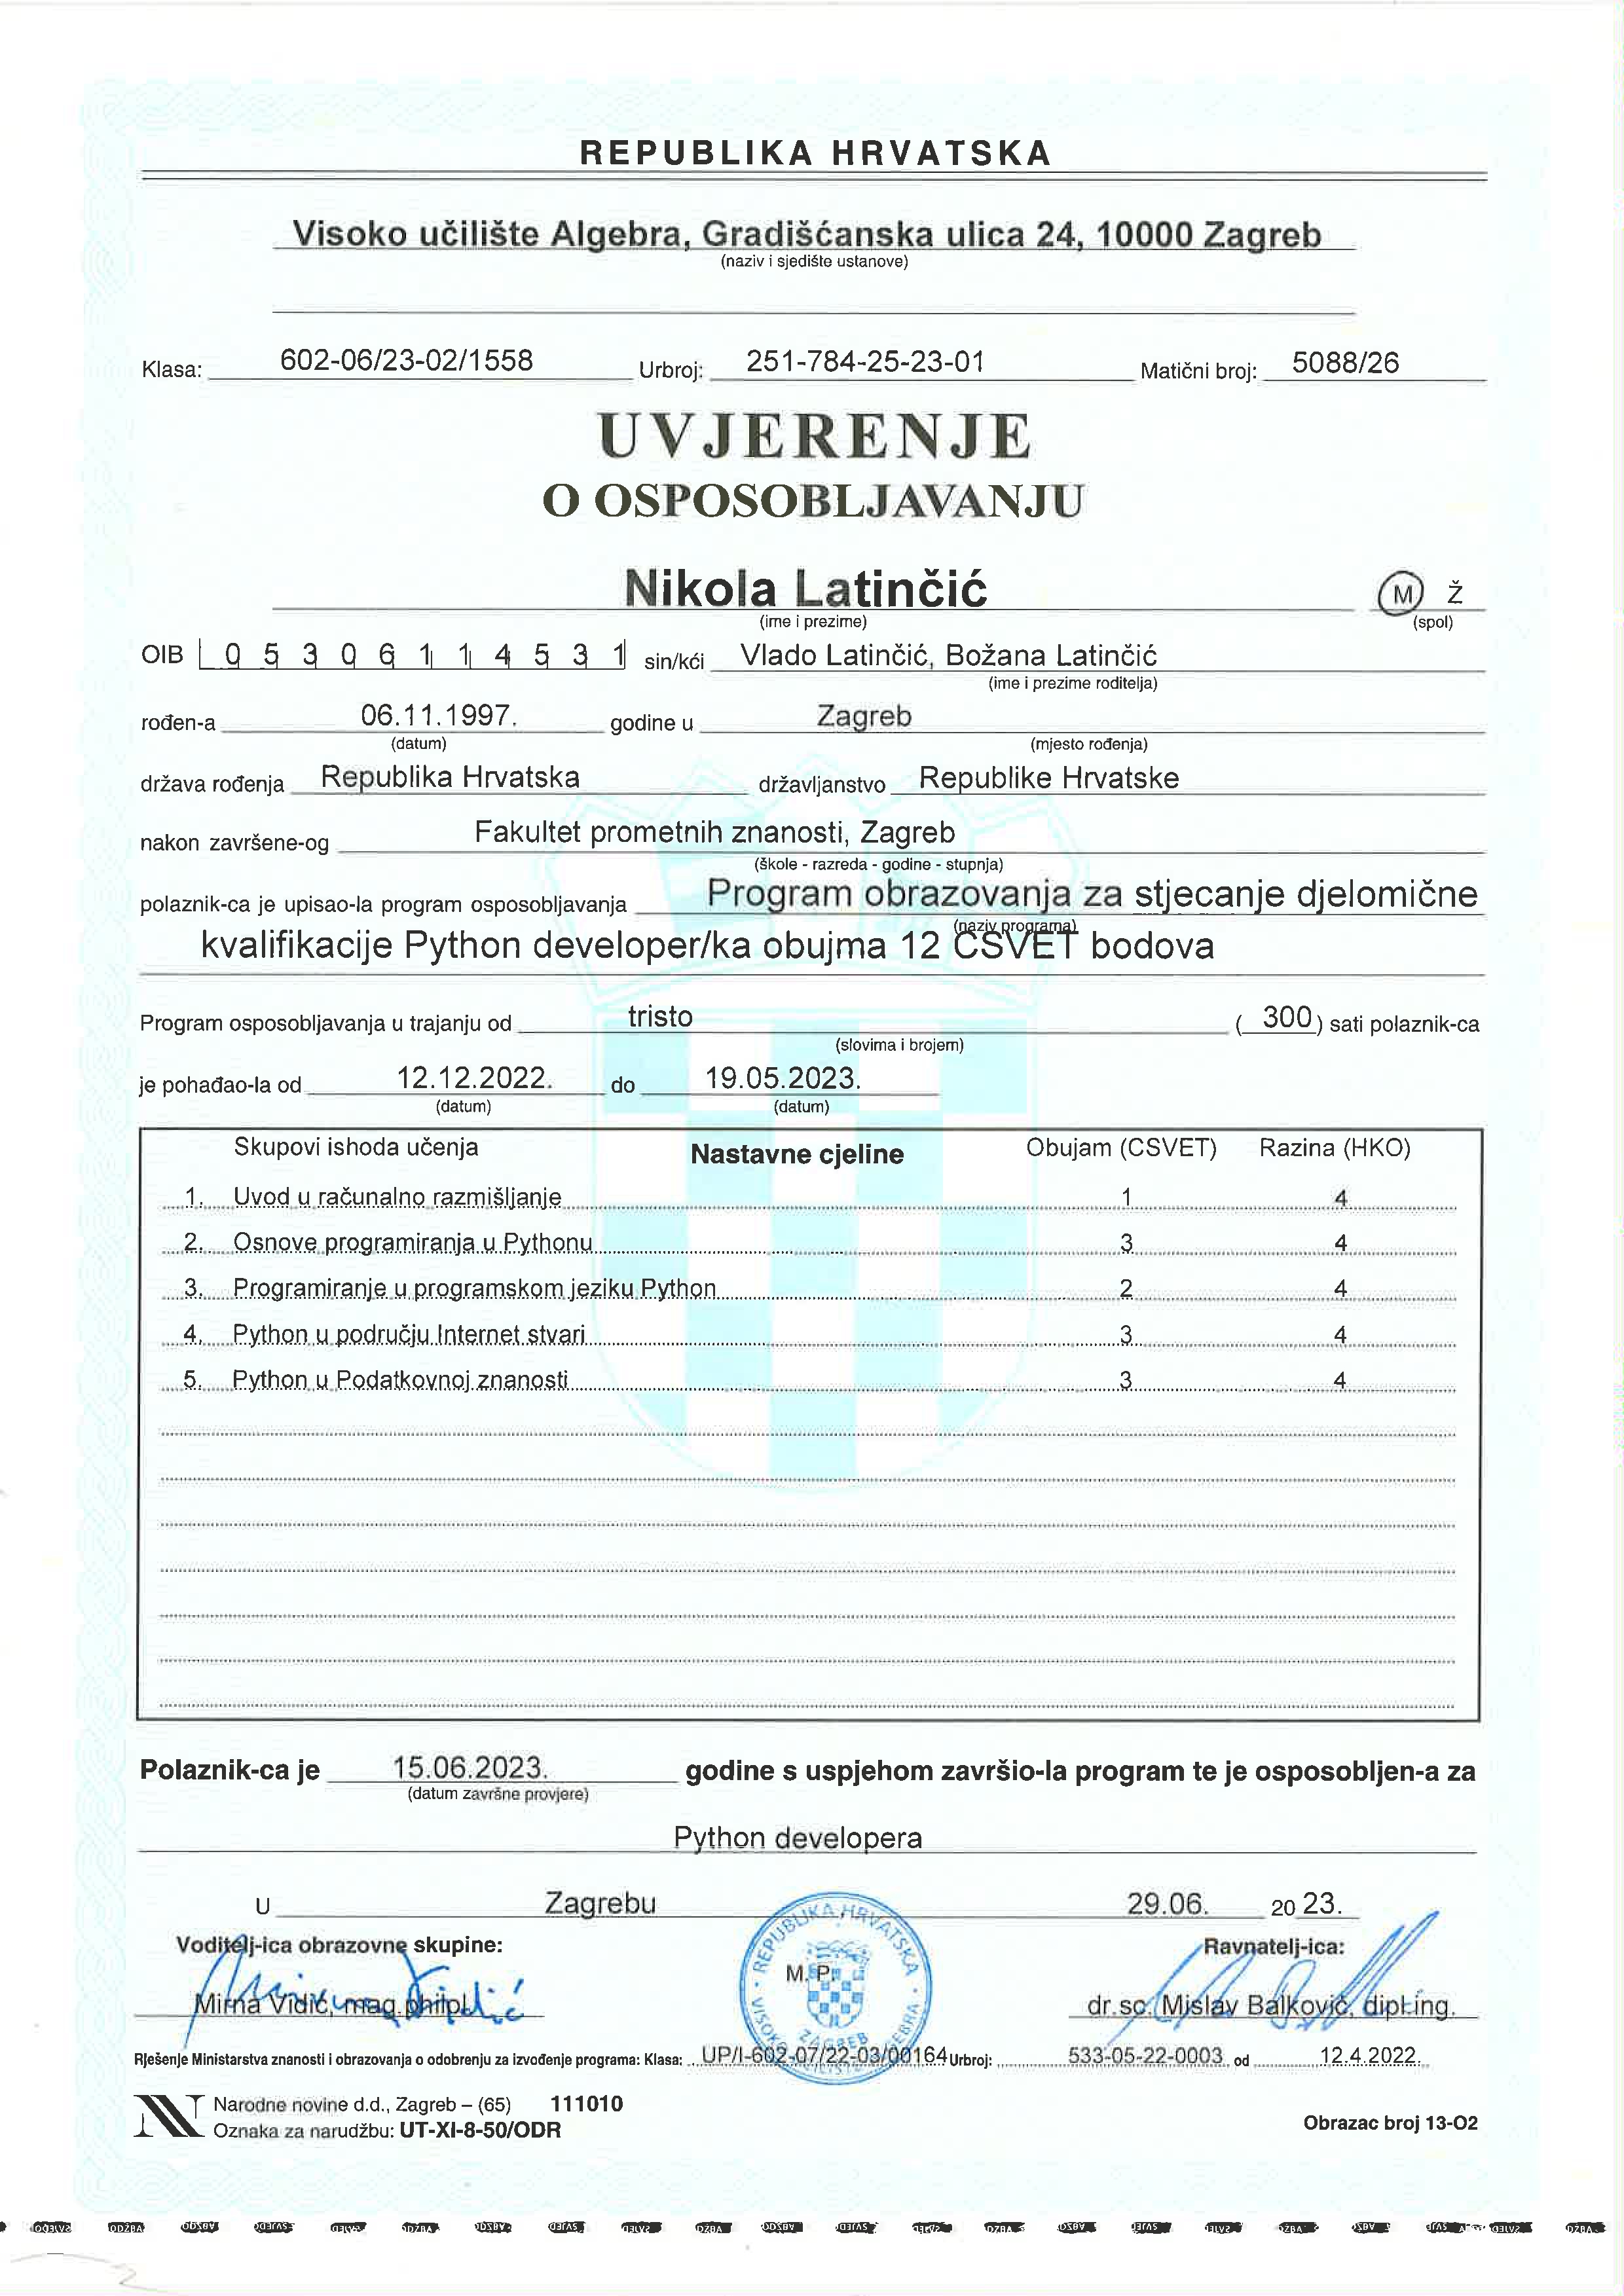 REPUBLIKA HRVATSKA
Visoko učilište Algebra, Gradišćanska ulica 24, 10000 Zagreb
(naziv i sjedište ustanove)
Klasa: 602-06/23-02/1558 Urbroj: 251-784-25-23-01 Matični broj: 5088/26
UVJERENJE
O OSPOSOBLJAVANJU
Nikola Latinčić M Ž
(ime i prezime) (spol)
OIB 0 5 3 0 6 1 1 4 5 3 1 sin/kći Vlado Latinčić, Božana Latinčić
(ime i prezime roditelja)
rođen-a 06.11.1997. godine u Zagreb
(datum) (mjesto rođenja)
država rođenja Republika Hrvatska državljanstvo Republike Hrvatske
nakon završene-og Fakultet prometnih znanosti, Zagreb
(škole - razreda - godine - stupnja)
polaznik-ca je upisao-la program osposobljavanja Program obrazovanja za stjecanje djelomične
(naziv programa)
kvalifikacije Python developer/ka obujma 12 CSVET bodova
Program osposobljavanja u trajanju od tristo ( 300 ) sati polaznik-ca
(slovima i brojem)
je pohađao-la od 12.12.2022. do 19.05.2023.
(datum) (datum)
Skupovi ishoda učenja Nastavne cjeline Obujam (CSVET) Razina (HKO)
1. Uvod u računalno razmišljanje 1 4
2. Osnove programiranja u Pythonu 3 4
3. Programiranje u programskom jeziku Python 2 4
4. Python u području Internet stvari 3 4
5. Python u Podatkovnoj znanosti 3 4
Polaznik-ca je 15.06.2023. godine s uspjehom završio-la program te je osposobljen-a za
(datum završne provjere)
Python developera
U Zagrebu 29.06. 20 23.
Voditelj-ica obrazovne skupine: M.P. Ravnatelj-ica:
Mirna Vidić, mag.philol. dr.sc. Mislav Balković, dipl.ing.
REPUBLIKA HRVATSKA
ZAGREB
Rješenje Ministarstva znanosti i obrazovanja o odobrenju za izvođenje programa: Klasa: UP/I-602-07/22-03/00164 Urbroj: 533-05-22-0003 od 12.4.2022.
Narodne novine d.d., Zagreb – (65) 111010
Oznaka za narudžbu: UT-XI-8-50/ODR
Obrazac broj 13-O2